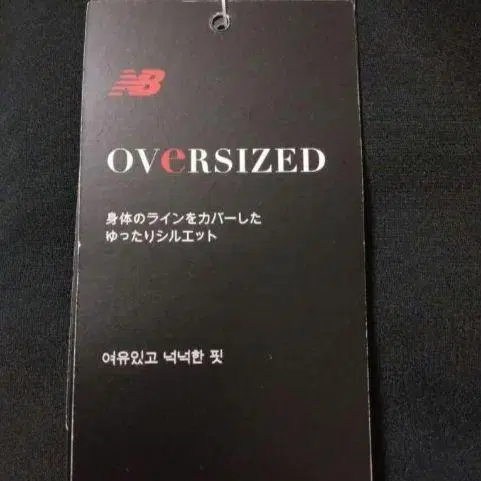 NB
OVeRSIZED
身体のラインをカバーした
ゆったりシルエット
여유있고 넉넉한 핏